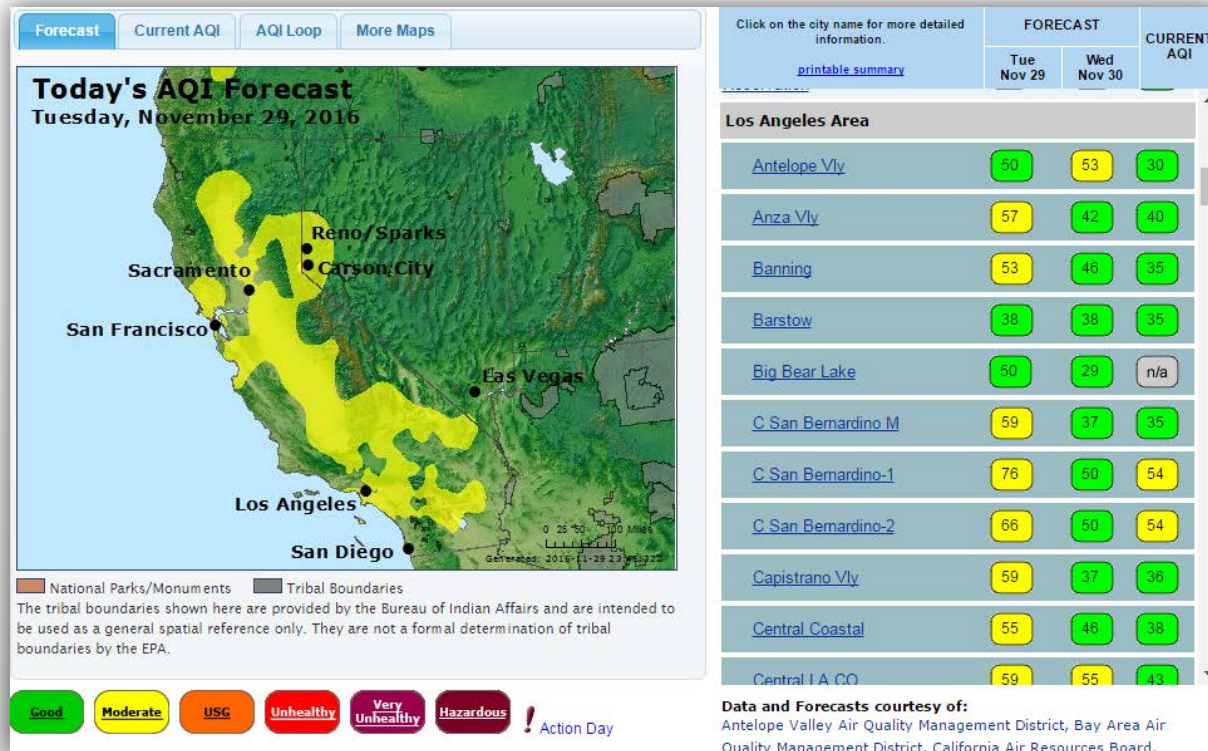 Forecast
Current AQI
AQI Loop
More Maps
Today's AQI Forecast
Tuesday, November 29, 2016
Reno/Sparks
Carson City
Sacramento
San Francisco
Las Vegas
Los Angeles
San Diego
0 25 50 100 Miles
National Parks/Monuments
Tribal Boundaries
The tribal boundaries shown here are provided by the Bureau of Indian Affairs and are intended to
be used as a general spatial reference only. They are not a formal determination of tribal
boundaries by the EPA.
Good
Moderate
USG
Unhealthy
Very
Unhealthy
Hazardous
! Action Day
Click on the city name for more detailed
information.
printable summary
FORECAST
Tue
Nov 29
Wed
Nov 30
CURRENT
AQI
Los Angeles Area
Antelope Vly 50 53 30
Anza Vly 57 42 40
Banning 53 46 35
Barstow 38 38 35
Big Bear Lake 50 29 n/a
C San Bernardino M 59 37 35
C San Bernardino-1 76 50 54
C San Bernardino-2 66 50 54
Capistrano Vly 59 37 36
Central Coastal 55 46 38
Central LA CO 59 55 43
Data and Forecasts courtesy of:
Antelope Valley Air Quality Management District, Bay Area Air
Quality Management District, California Air Resources Board,